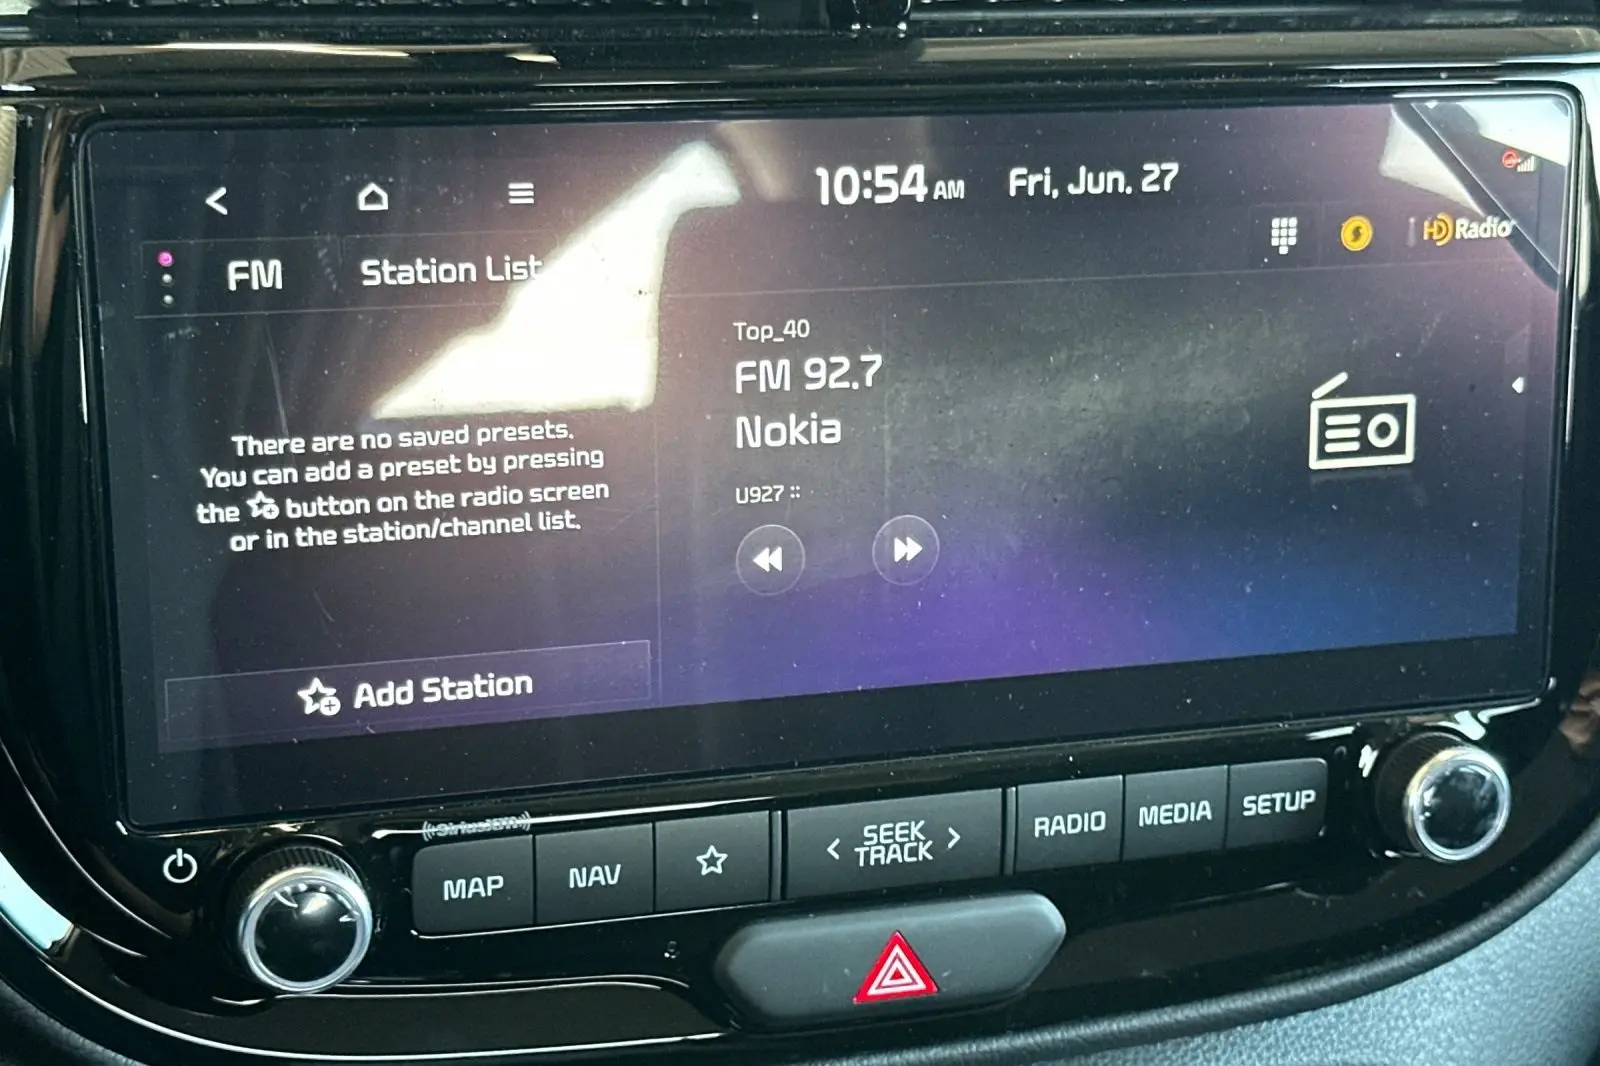 10:54 AM Fri, Jun. 27
HD Radio
FM Station List
Top_40
FM 92.7
Nokia
U927 ::
There are no saved presets.
You can add a preset by pressing
the button on the radio screen
or in the station/channel list.
Add Station
((SiriusXM))
MAP
NAV
< SEEK >
TRACK
RADIO
MEDIA
SETUP